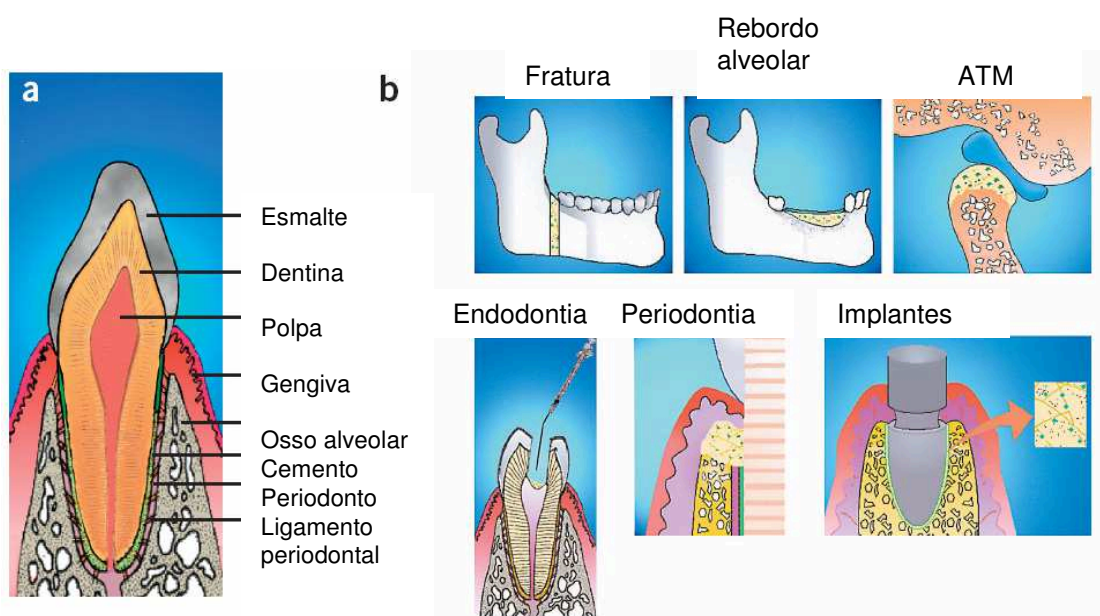 a
Esmalte
Dentina
Polpa
Gengiva
Osso alveolar
Cemento
Periodonto
Ligamento
periodontal
b
Fratura
Rebordo
alveolar
ATM
Endodontia
Periodontia
Implantes